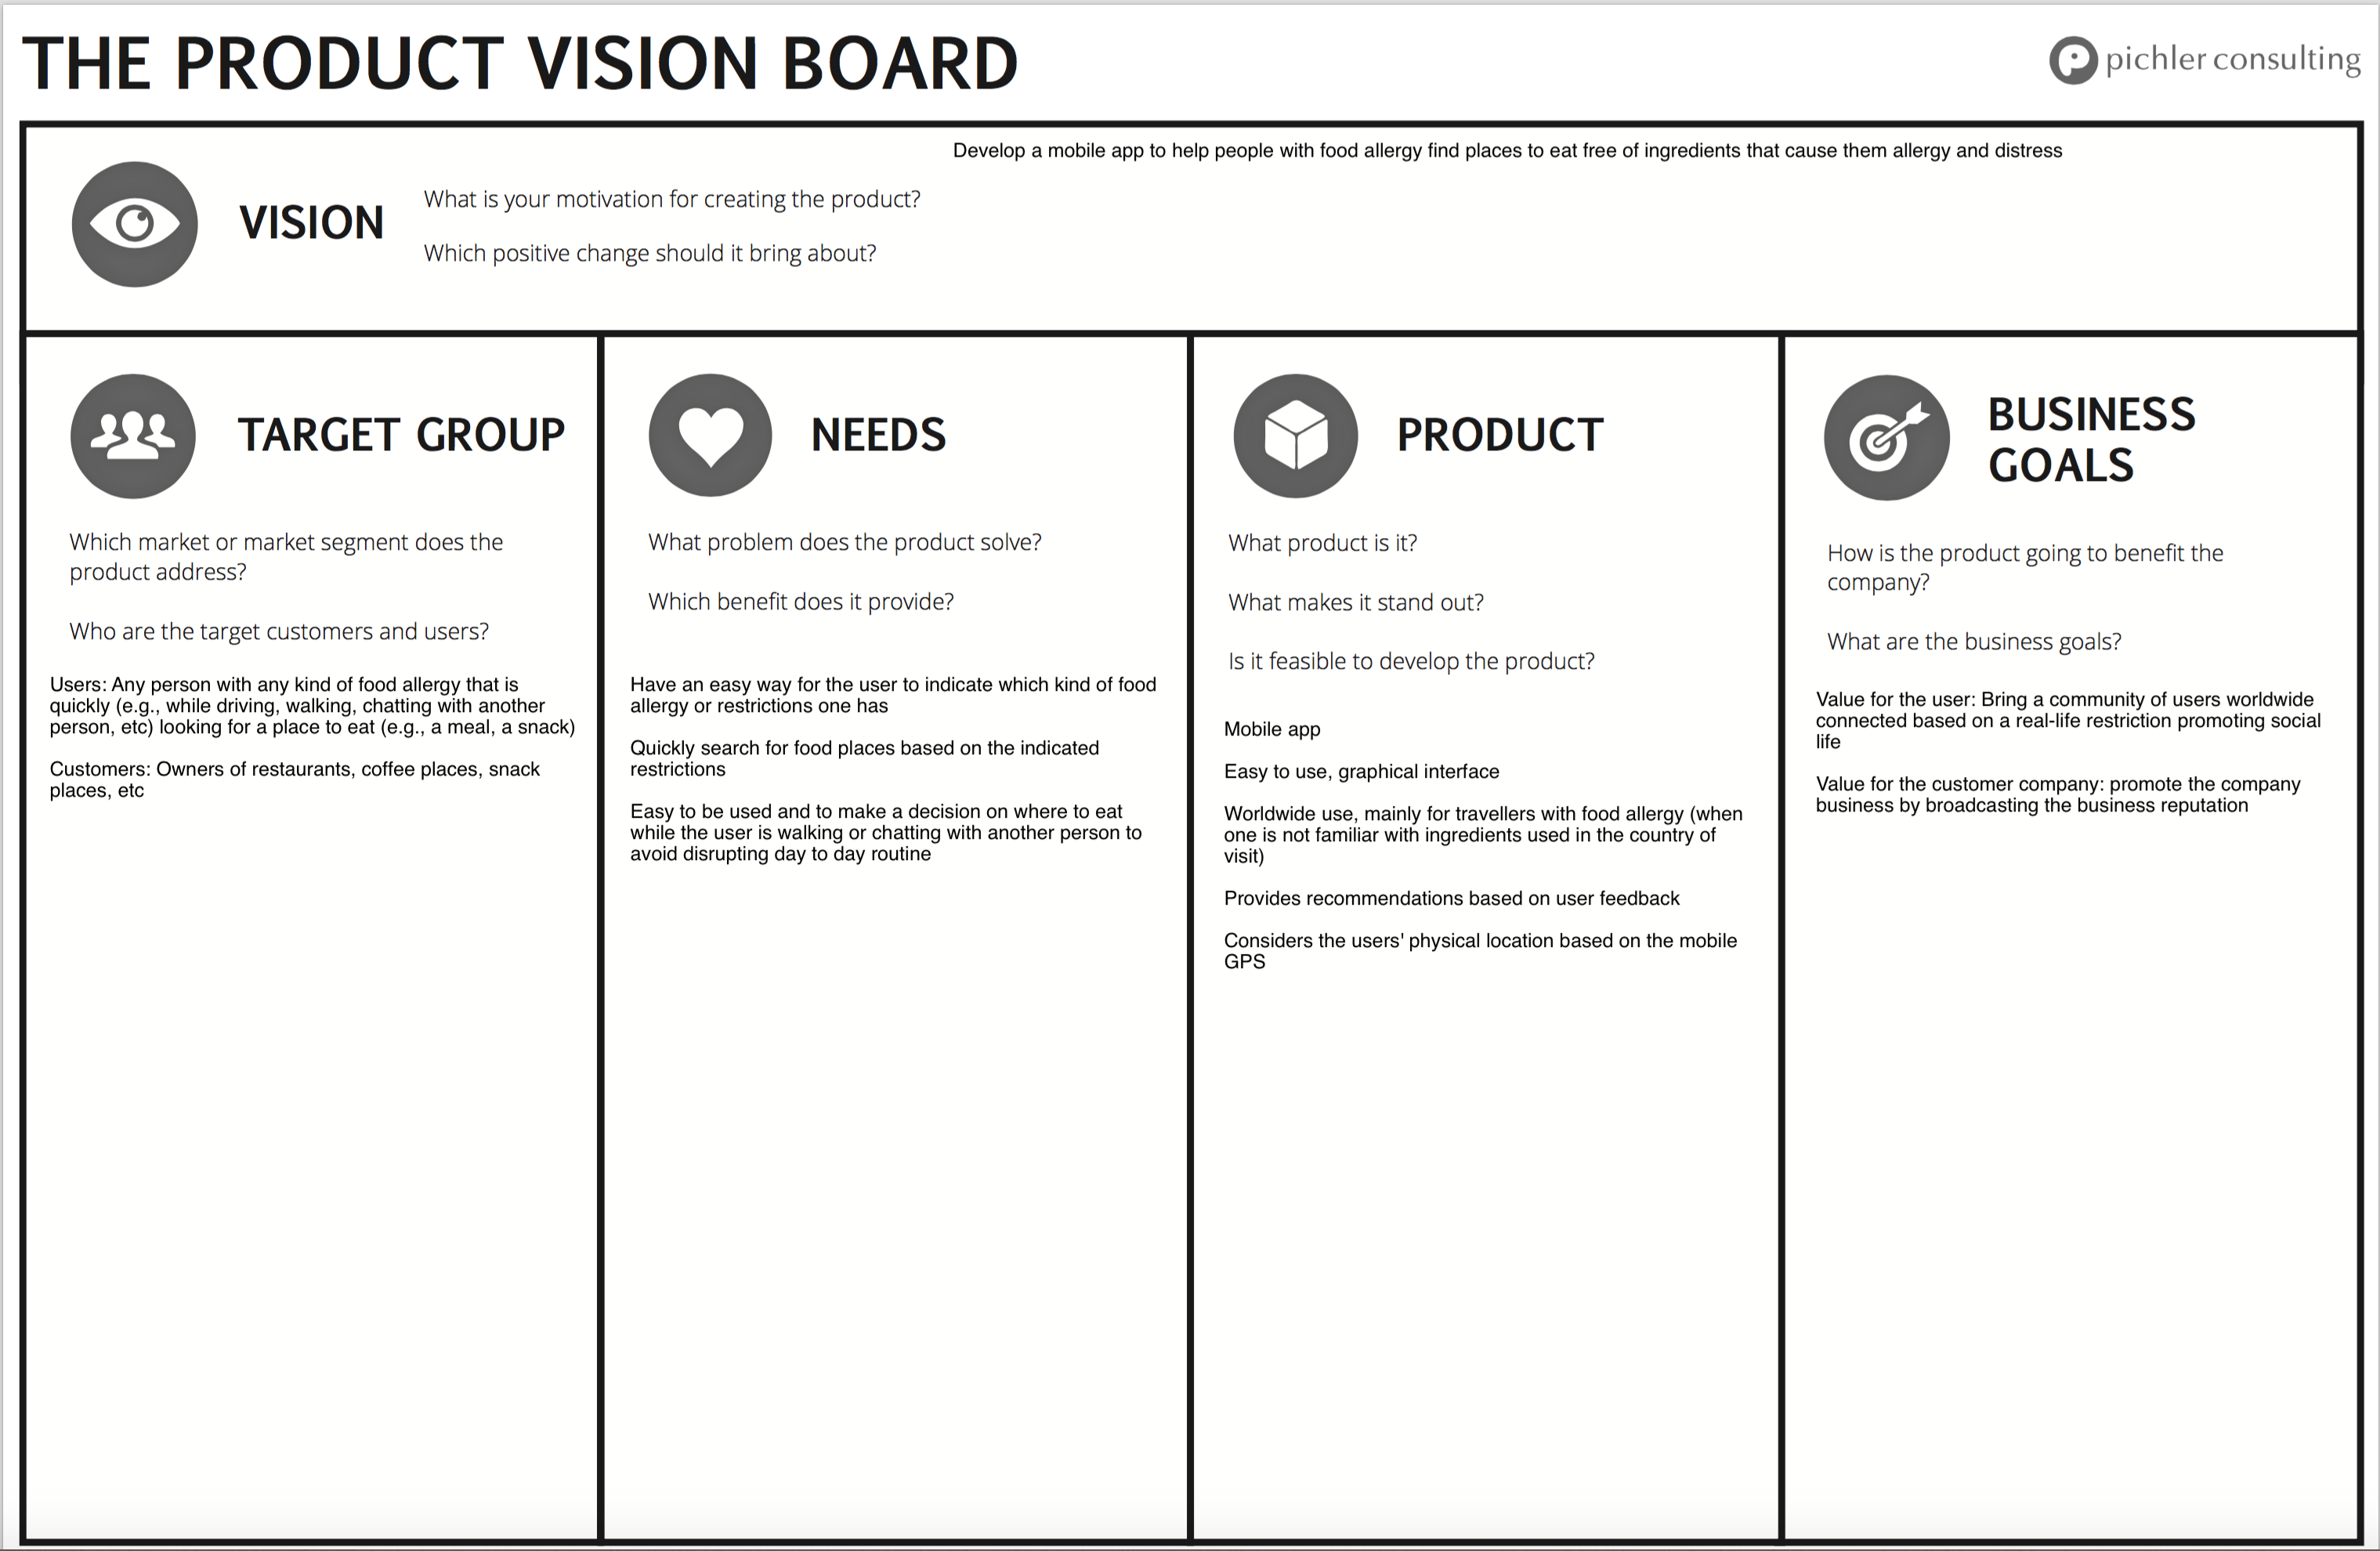 THE PRODUCT VISION BOARD
pichler consulting
VISION
What is your motivation for creating the product?
Which positive change should it bring about?
Develop a mobile app to help people with food allergy find places to eat free of ingredients that cause them allergy and distress
TARGET GROUP
Which market or market segment does the
product address?
Who are the target customers and users?
Users: Any person with any kind of food allergy that is
quickly (e.g., while driving, walking, chatting with another
person, etc) looking for a place to eat (e.g., a meal, a snack)
Customers: Owners of restaurants, coffee places, snack
places, etc
NEEDS
What problem does the product solve?
Which benefit does it provide?
Have an easy way for the user to indicate which kind of food
allergy or restrictions one has
Quickly search for food places based on the indicated
restrictions
Easy to be used and to make a decision on where to eat
while the user is walking or chatting with another person to
avoid disrupting day to day routine
PRODUCT
What product is it?
What makes it stand out?
Is it feasible to develop the product?
Mobile app
Easy to use, graphical interface
Worldwide use, mainly for travellers with food allergy (when
one is not familiar with ingredients used in the country of
visit)
Provides recommendations based on user feedback
Considers the users' physical location based on the mobile
GPS
BUSINESS
GOALS
How is the product going to benefit the
company?
What are the business goals?
Value for the user: Bring a community of users worldwide
connected based on a real-life restriction promoting social
life
Value for the customer company: promote the company
business by broadcasting the business reputation